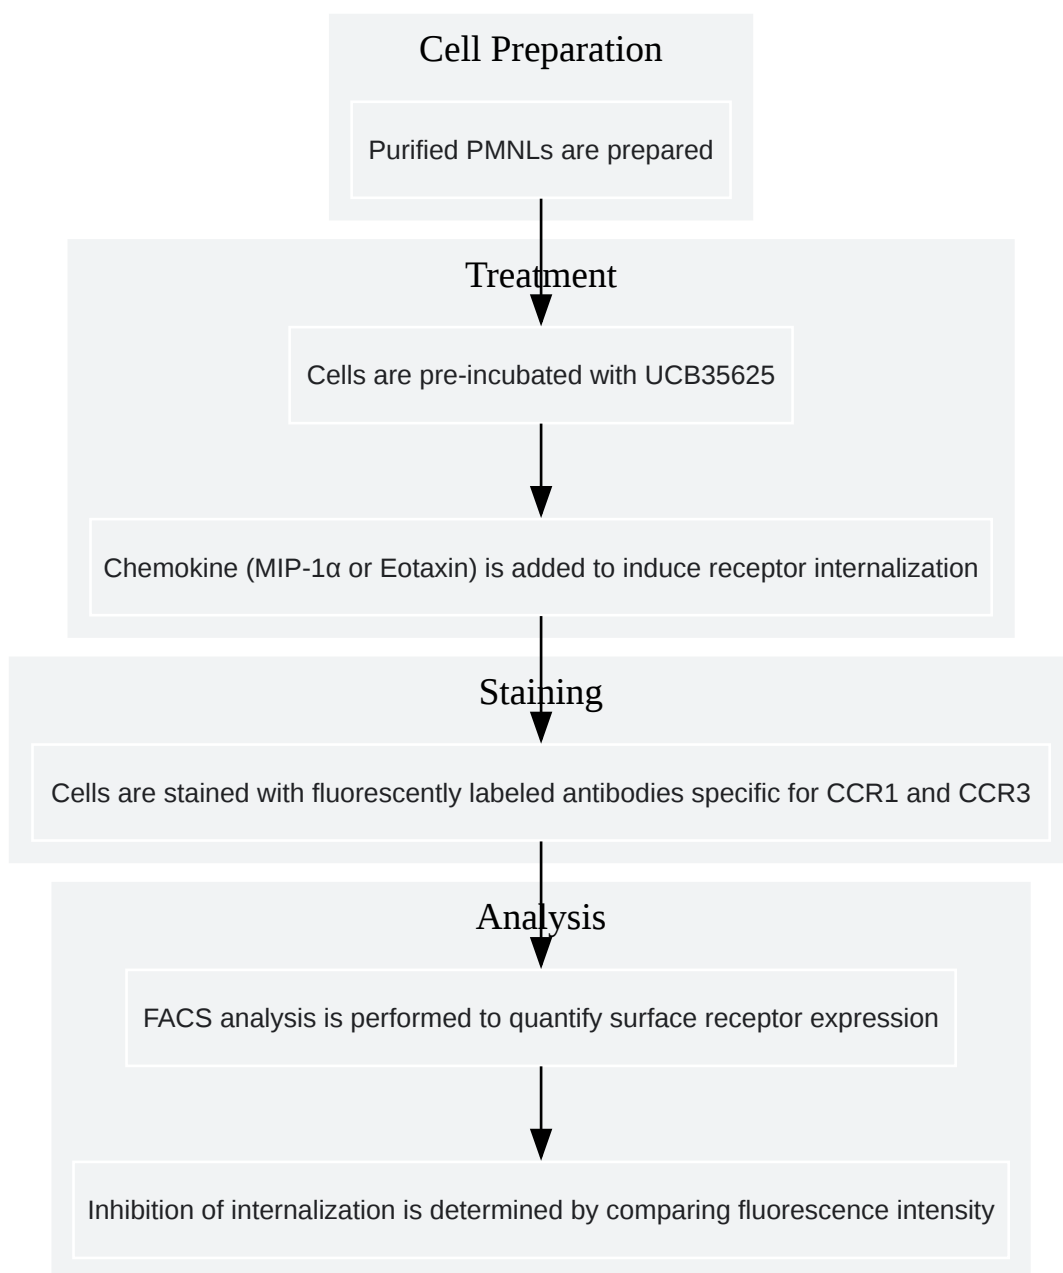 Cell Preparation
Purified PMNLs are prepared
Treatment
Cells are pre-incubated with UCB35625
Chemokine (MIP-1α or Eotaxin) is added to induce receptor internalization
Staining
Cells are stained with fluorescently labeled antibodies specific for CCR1 and CCR3
Analysis
FACS analysis is performed to quantify surface receptor expression
Inhibition of internalization is determined by comparing fluorescence intensity